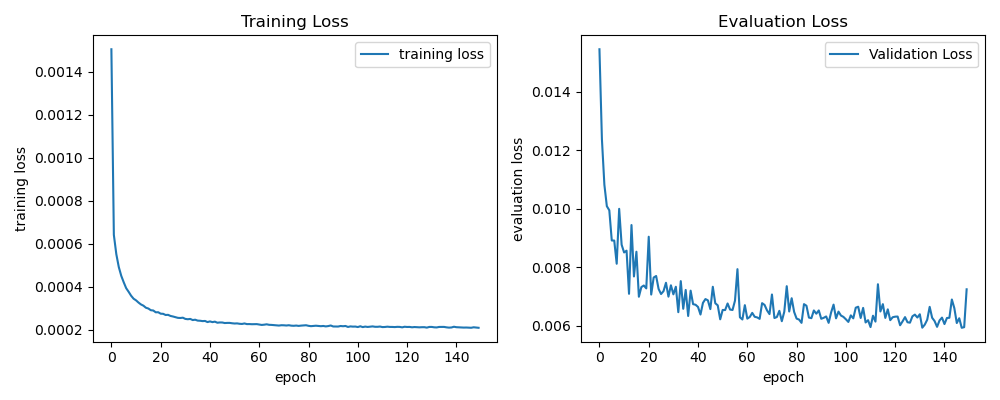 Training Loss
training loss
0.0014
0.0012
0.0010
0.0008
0.0006
0.0004
0.0002
training loss
0 20 40 60 80 100 120 140
epoch
Evaluation Loss
Validation Loss
0.014
0.012
0.010
0.008
0.006
evaluation loss
0 20 40 60 80 100 120 140
epoch